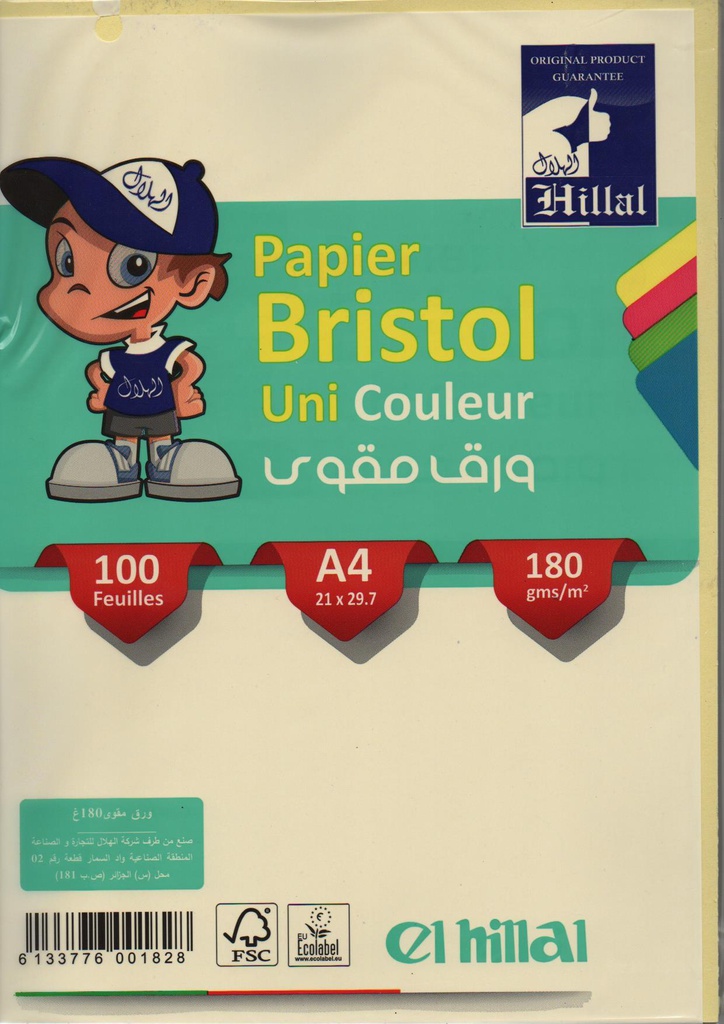 ORIGINAL PRODUCT
GUARANTEE
الهلال
Hillal
الهلال
الهلال
Papier
Bristol
Uni Couleur
ورق مقوى
100
Feuilles
A4
21 x 29.7
180
gms/m²
ورق مقوى180غ
صنع من طرف شركة الهلال للتجارة و الصناعة
المنطقة الصناعية واد السمار قطعة رقم 02
محل (س) الجزائر (ص.ب 181)
6 133776 001828
FSC
EU
Ecolabel
www.ecolabel.eu
el hillal